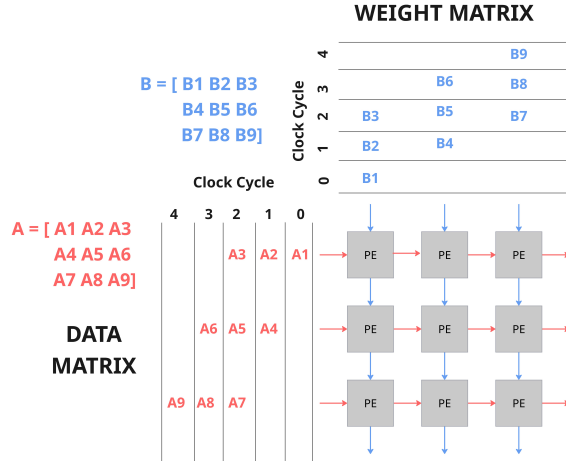 WEIGHT MATRIX
4 B9
B = [ B1 B2 B3
B4 B5 B6
B7 B8 B9]
Clock Cycle
3 B6 B8
2 B3 B5 B7
1 B2 B4
0 B1
Clock Cycle
4 3 2 1 0
A = [ A1 A2 A3
A4 A5 A6
A7 A8 A9]
A3 A2 A1 PE PE PE
A6 A5 A4 PE PE PE
DATA
MATRIX
A9 A8 A7 PE PE PE